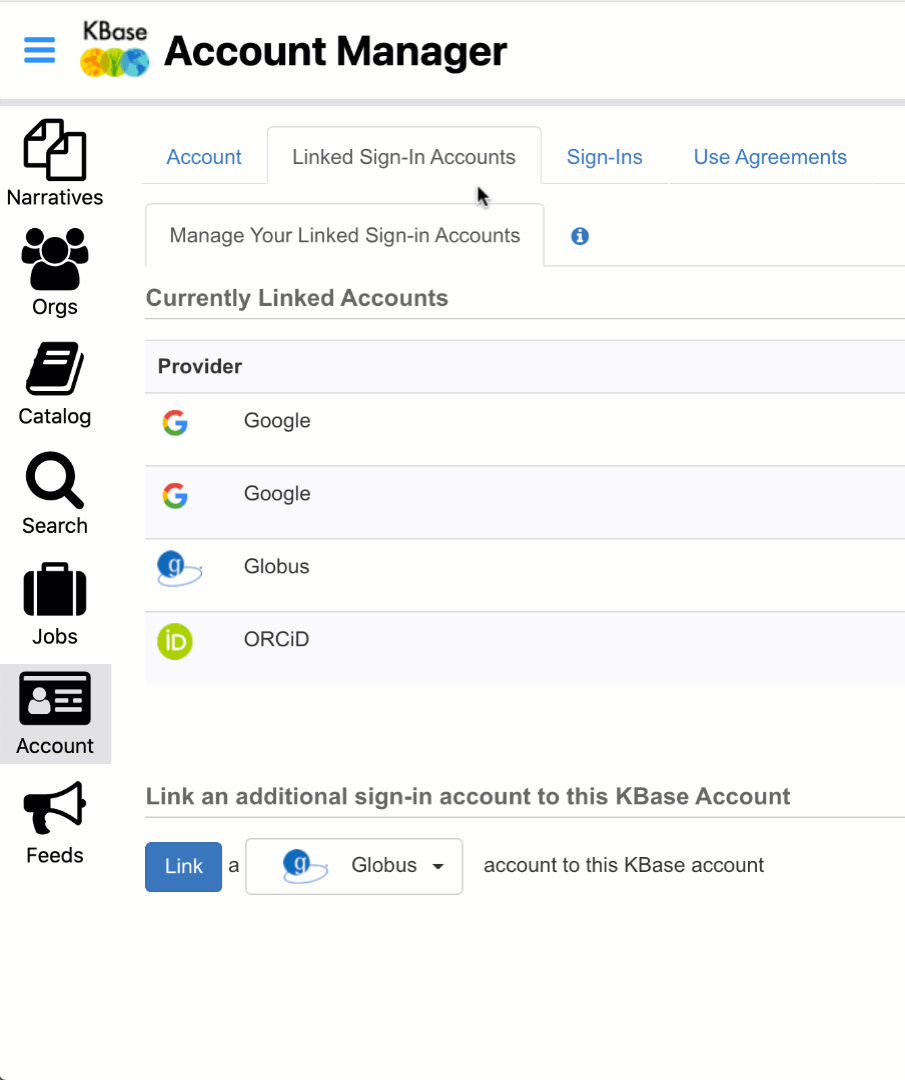 KBase
Account Manager
Narratives
Orgs
Catalog
Search
Jobs
Account
Feeds
Account Linked Sign-In Accounts Sign-Ins Use Agreements
Manage Your Linked Sign-in Accounts
Currently Linked Accounts
Provider
Google
Google
g Globus
iD ORCiD
Link an additional sign-in account to this KBase Account
Link a g Globus account to this KBase account